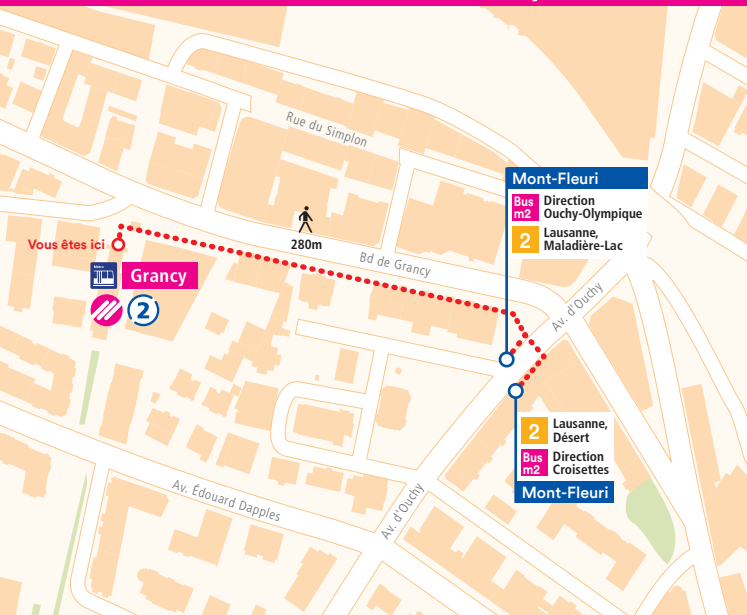 Rue du Simplon
Mont-Fleuri
Bus
m2
Direction
Ouchy-Olympique
2
Lausanne,
Maladière-Lac
Vous êtes ici
280m
Bd de Grancy
Métro
Grancy
2
Av. d'Ouchy
2
Lausanne,
Désert
Bus
m2
Direction
Croisettes
Mont-Fleuri
Av. Édouard Dapples
Av. d'Ouchy